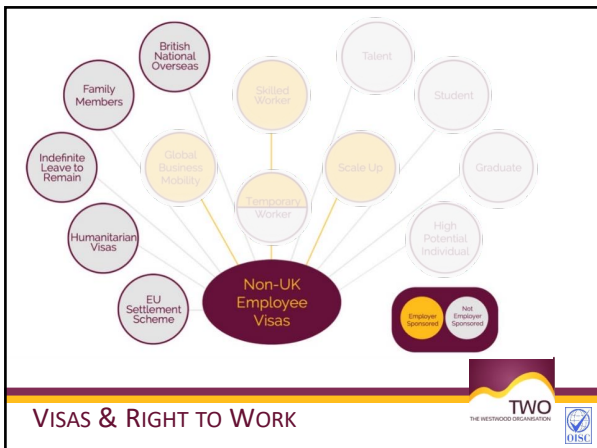 British
National
Overseas
Talent
Family
Members
Skilled
Worker
Student
Indefinite
Leave to
Remain
Global
Business
Mobility
Scale Up
Graduate
Temporary
Worker
Humanitarian
Visas
High
Potential
Individual
EU
Settlement
Scheme
Non-UK
Employee
Visas
Employer
Sponsored
Not
Employer
Sponsored
VISAS & RIGHT TO WORK
TWO
THE WESTWOOD ORGANISATION
OISC